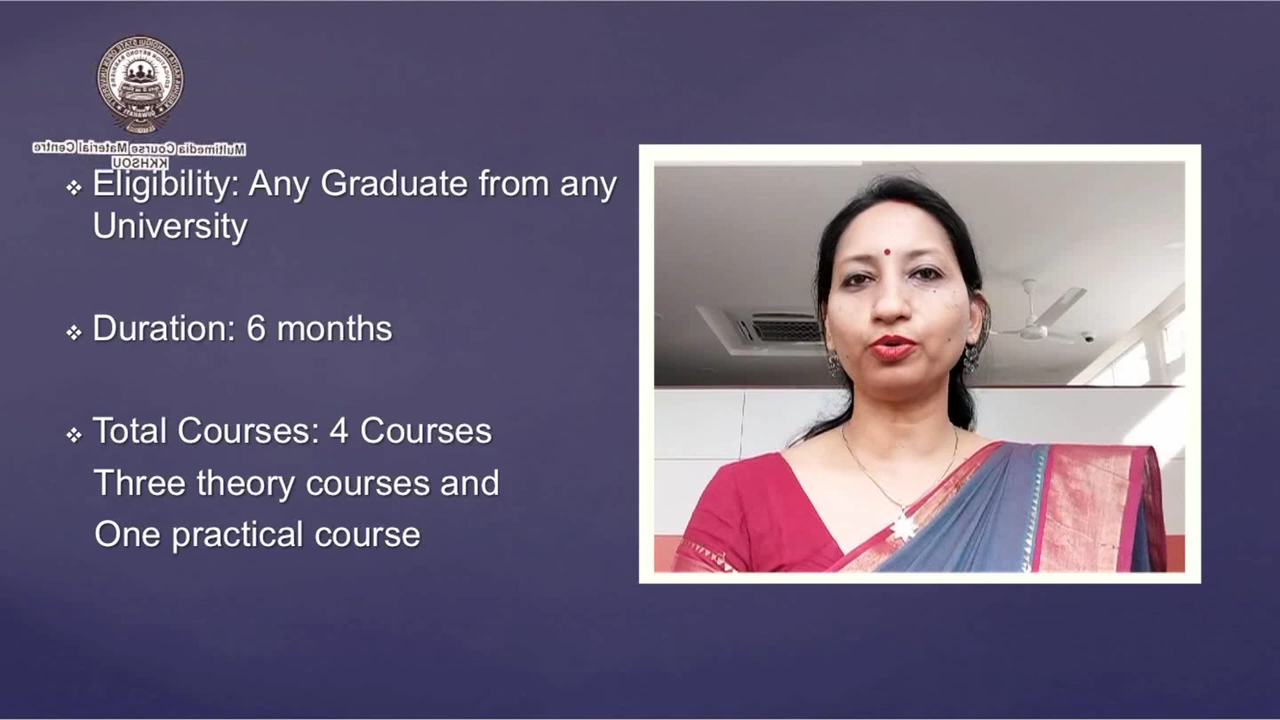 Multimedia Course Material Centre
KKHSOU
❖ Eligibility: Any Graduate from any
University
❖ Duration: 6 months
❖ Total Courses: 4 Courses
Three theory courses and
One practical course